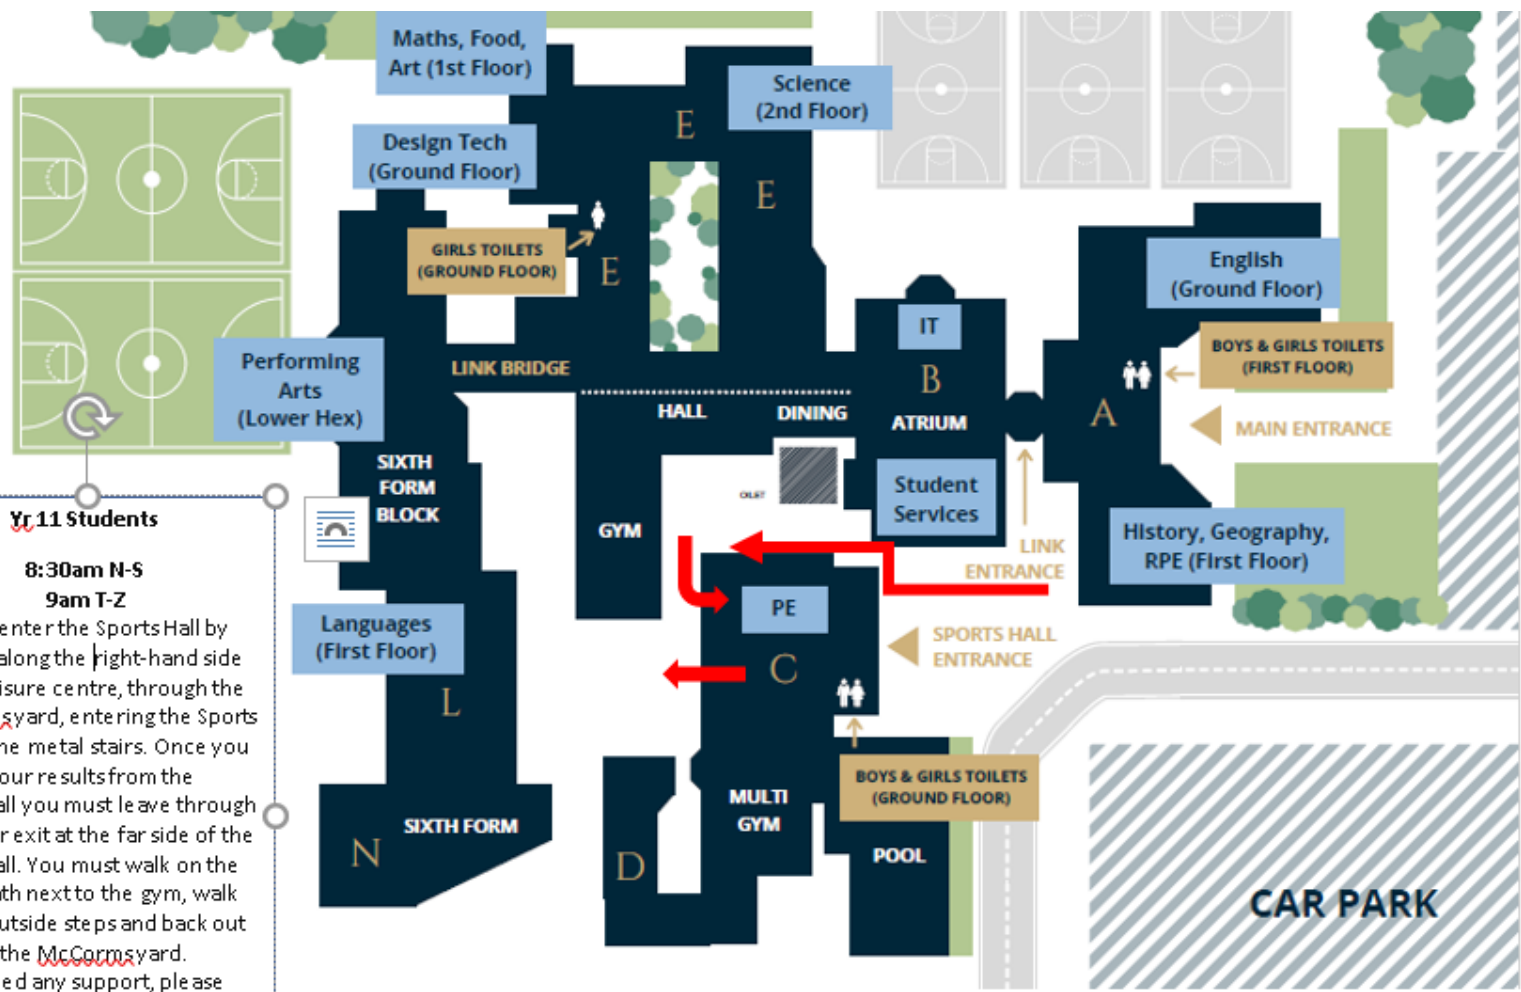 Maths, Food,
Art (1st Floor)
Science
(2nd Floor)
E
Design Tech
(Ground Floor)
E
GIRLS TOILETS
(GROUND FLOOR)
E
English
(Ground Floor)
IT
BOYS & GIRLS TOILETS
(FIRST FLOOR)
Performing
Arts
(Lower Hex)
LINK BRIDGE
B
HALL
DINING
ATRIUM
A
MAIN ENTRANCE
SIXTH
FORM
BLOCK
Student
Services
GYM
LINK
ENTRANCE
History, Geography,
RPE (First Floor)
PE
Languages
(First Floor)
SPORTS HALL
ENTRANCE
C
L
BOYS & GIRLS TOILETS
(GROUND FLOOR)
MULTI
GYM
SIXTH FORM
N
D
POOL
CAR PARK
Yr 11 Students
8:30am N-S
9am T-Z
enter the Sports Hall by
along the right-hand side
isure centre, through the
syard, entering the Sports
he metal stairs. Once you
our results from the
all you must leave through
r exit at the far side of the
all. You must walk on the
th next to the gym, walk
utside steps and back out
the McCormsyard.
ed any support, please